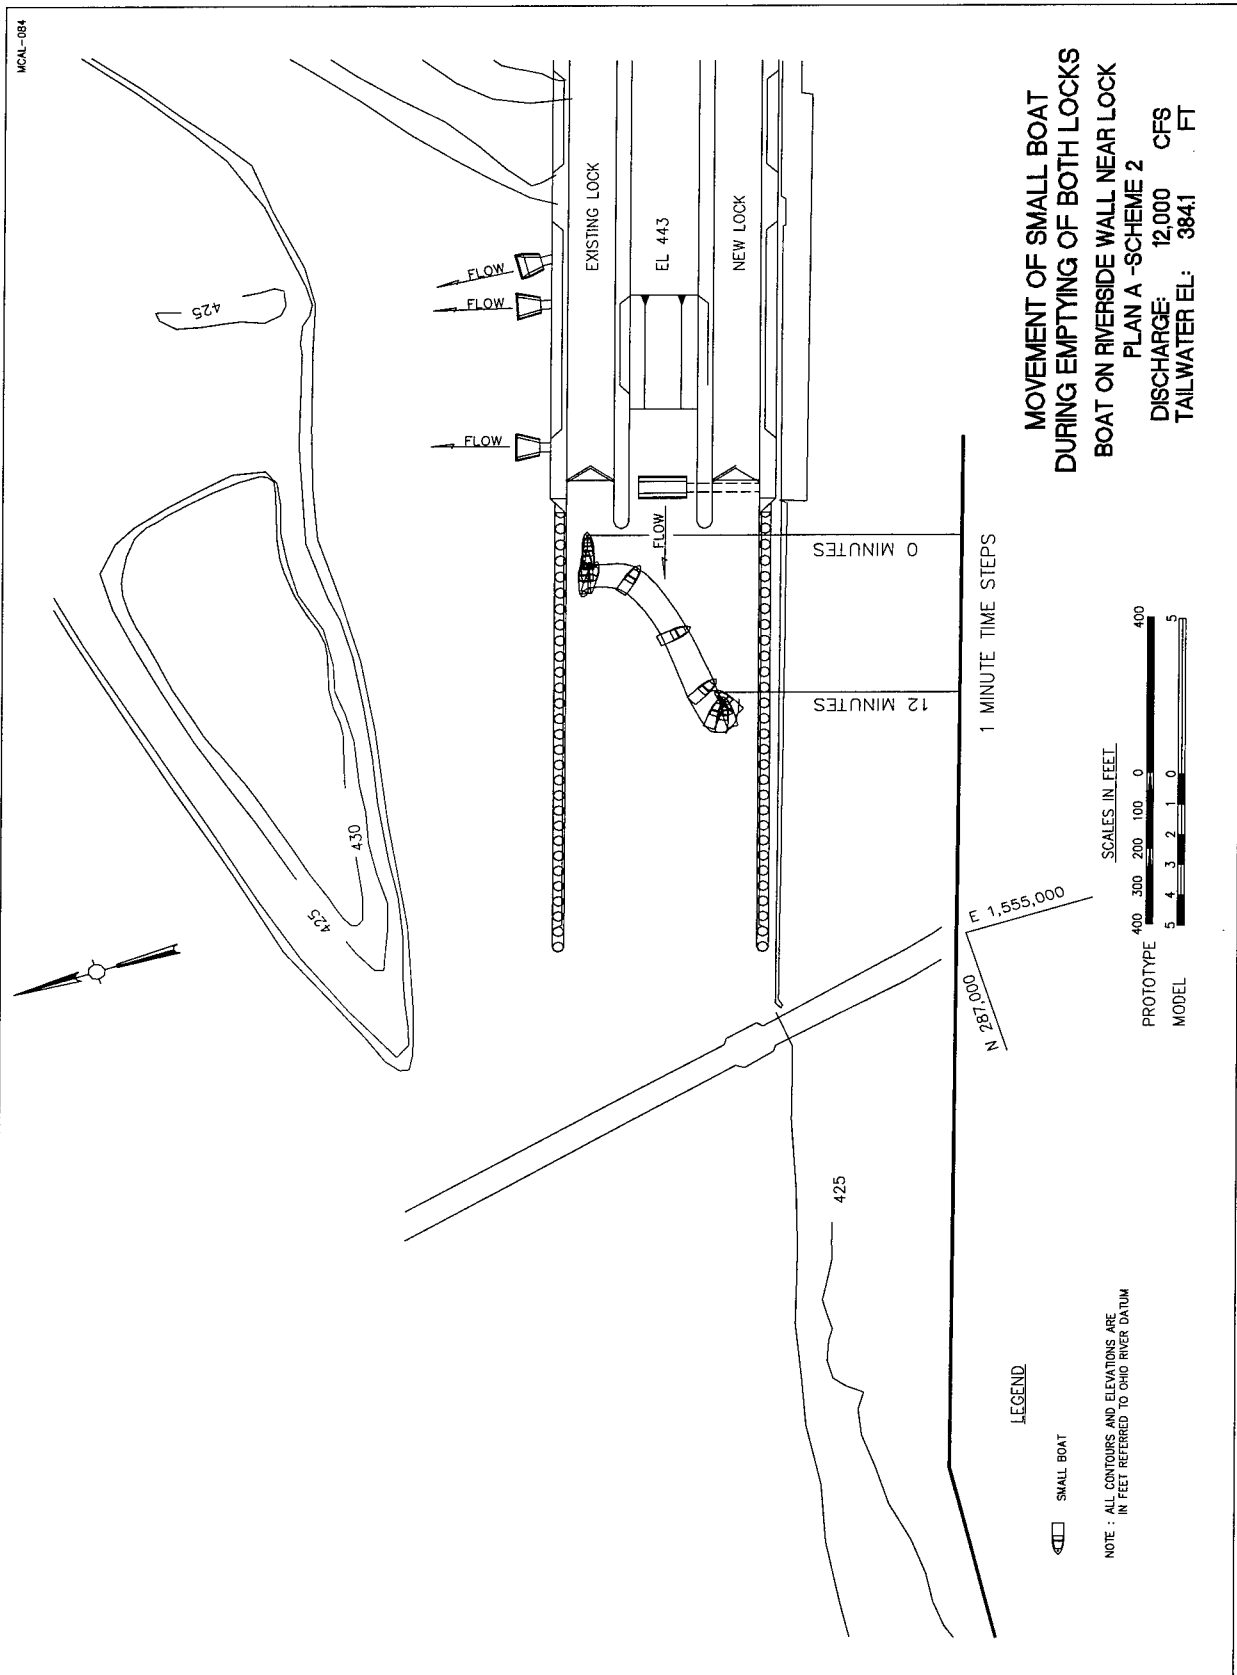 MCAL-084
425
FLOW
FLOW
FLOW
EXISTING LOCK
EL 443
NEW LOCK
FLOW
0 MINUTES
12 MINUTES
1 MINUTE TIME STEPS
430
425
E 1,555,000
N 287,000
425
MOVEMENT OF SMALL BOAT
DURING EMPTYING OF BOTH LOCKS
BOAT ON RIVERSIDE WALL NEAR LOCK
PLAN A -SCHEME 2
DISCHARGE: 12,000 CFS
TAILWATER EL: 384.1 FT
SCALES IN FEET
PROTOTYPE 400 300 200 100 0 400
MODEL 5 4 3 2 1 0 5
LEGEND
SMALL BOAT
NOTE : ALL CONTOURS AND ELEVATIONS ARE
IN FEET REFERRED TO OHIO RIVER DATUM